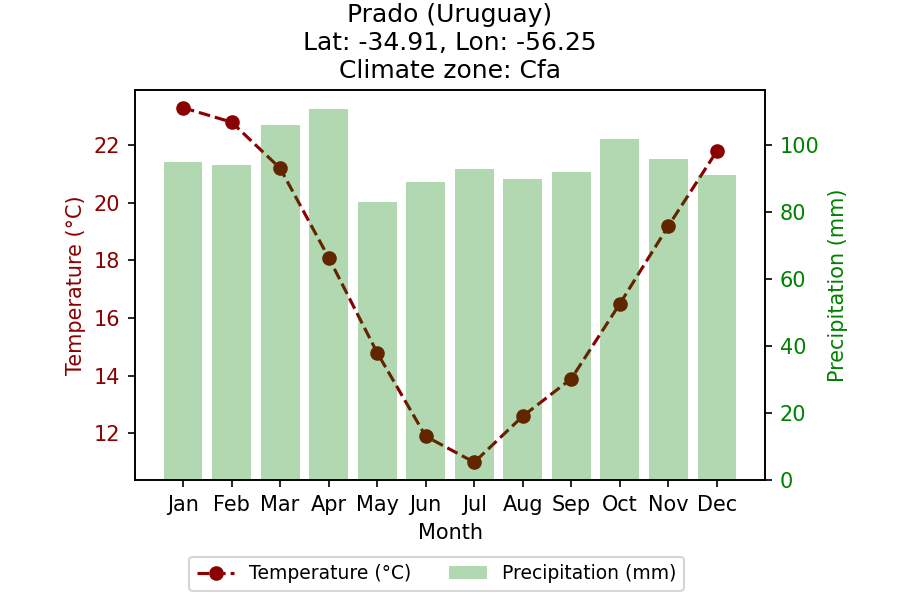 Prado (Uruguay)
Lat: -34.91, Lon: -56.25
Climate zone: Cfa
Temperature (°C)
22
20
18
16
14
12
100
80
60
40
20
0
Precipitation (mm)
Jan Feb Mar Apr May Jun Jul Aug Sep Oct Nov Dec
Month
Temperature (°C) Precipitation (mm)